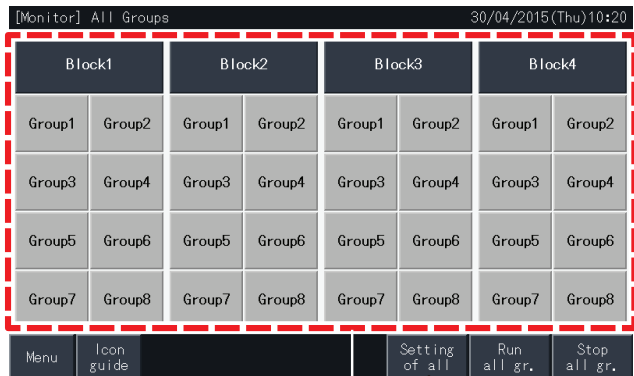 [Monitor] All Groups 30/04/2015(Thu)10:20
Block1 Block2 Block3 Block4
Group1 Group2 Group1 Group2 Group1 Group2 Group1 Group2
Group3 Group4 Group3 Group4 Group3 Group4 Group3 Group4
Group5 Group6 Group5 Group6 Group5 Group6 Group5 Group6
Group7 Group8 Group7 Group8 Group7 Group8 Group7 Group8
Menu
Icon
guide
Setting
of all
Run
all gr.
Stop
all gr.